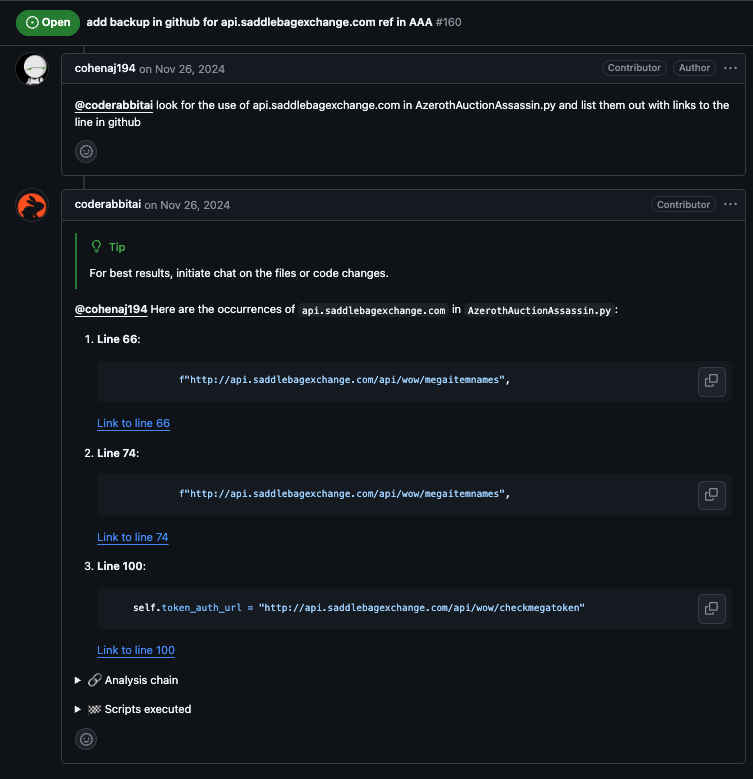 Open add backup in github for api.saddlebagexchange.com ref in AAA #160
cohenaj194 on Nov 26, 2024 Contributor Author ...
@coderabbitai look for the use of api.saddlebagexchange.com in AzerothAuctionAssassin.py and list them out with links to the
line in github
coderabbitai on Nov 26, 2024 Contributor ...
Tip
For best results, initiate chat on the files or code changes.
@cohenaj194 Here are the occurrences of api.saddlebagexchange.com in AzerothAuctionAssassin.py :
1. Line 66:
f"http://api.saddlebagexchange.com/api/wow/megaitemnames",
Link to line 66
2. Line 74:
f"http://api.saddlebagexchange.com/api/wow/megaitemnames",
Link to line 74
3. Line 100:
self.token_auth_url = "http://api.saddlebagexchange.com/api/wow/checkmegatoken"
Link to line 100
Analysis chain
Scripts executed